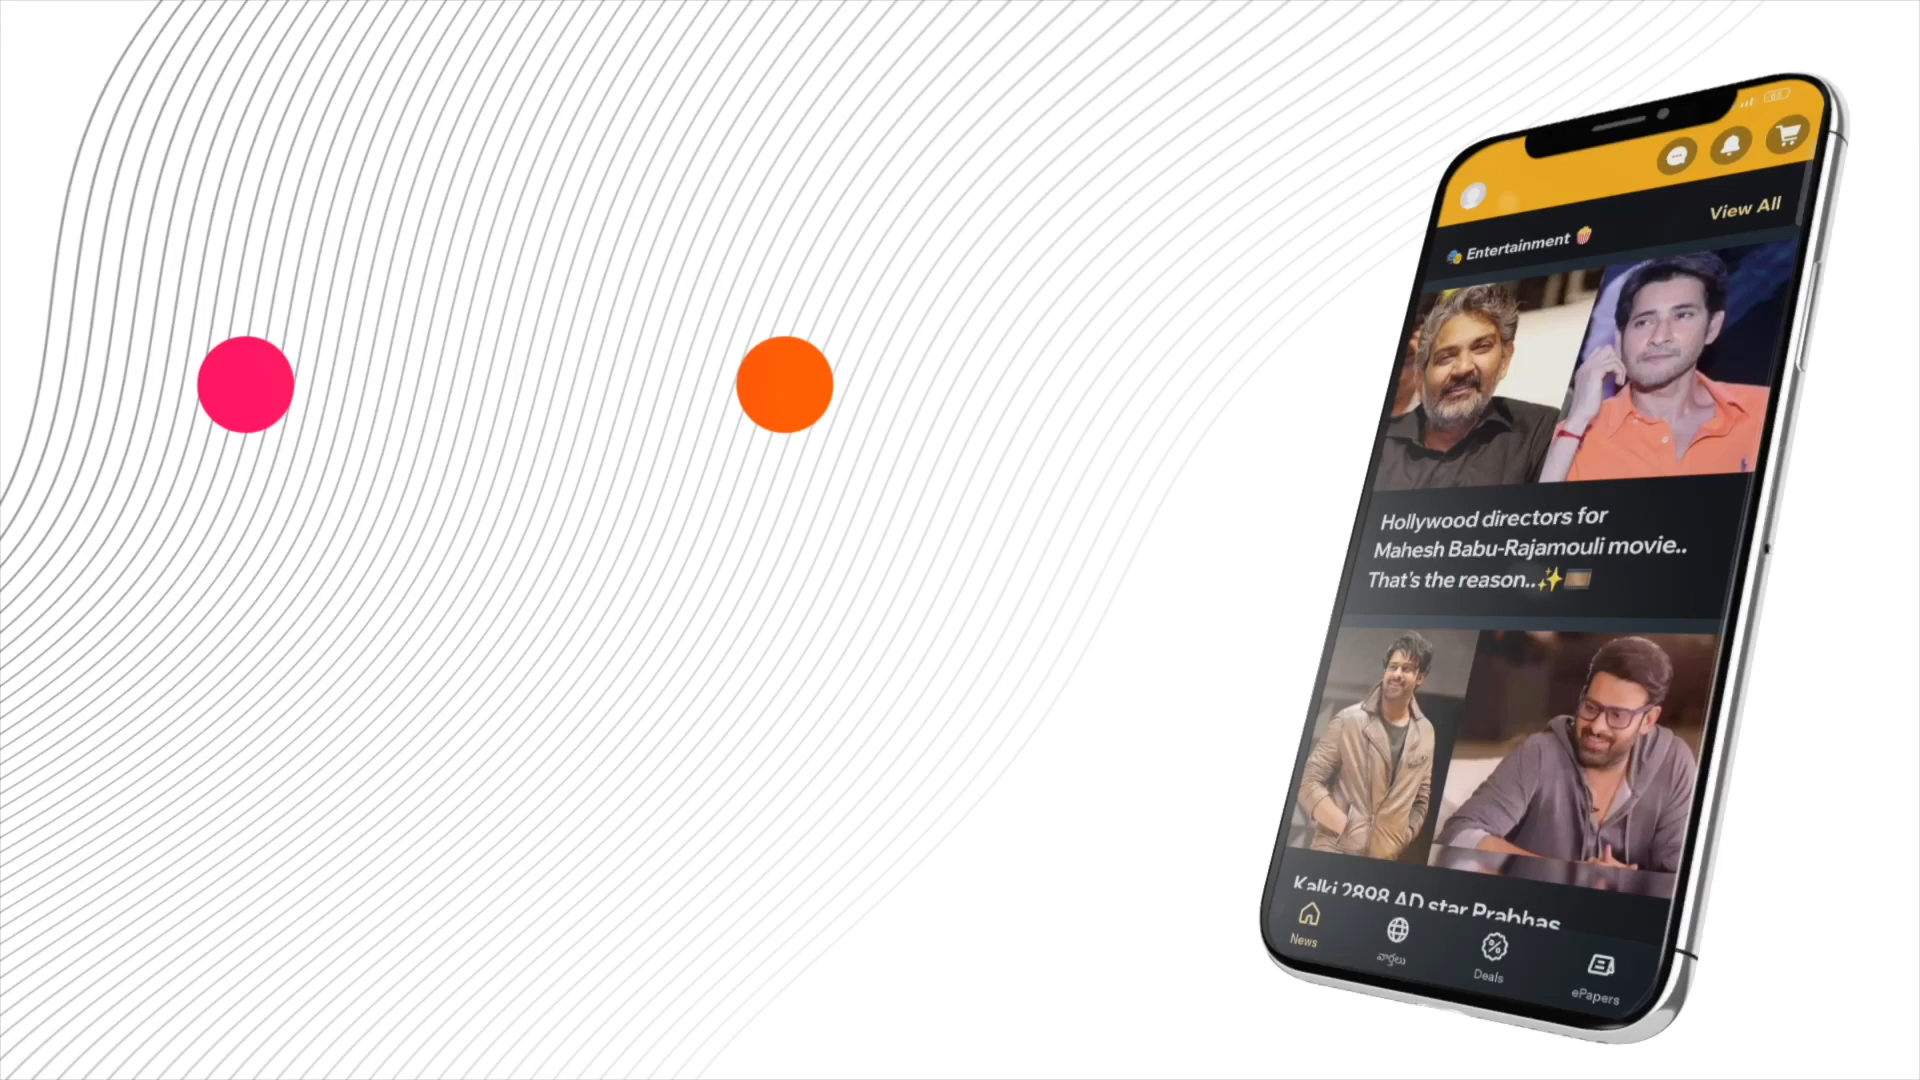 View All
🎭 Entertainment 🍿
Hollywood directors for
Mahesh Babu-Rajamouli movie..
That's the reason..✨🎞️
Kalki 2898 AD star Prabhas
News
వార్తలు
Deals
ePapers